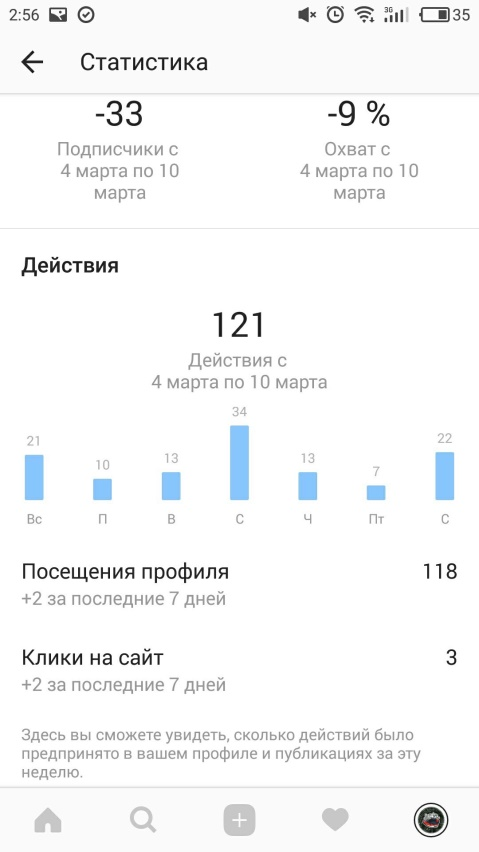 2:56
3G
35
Статистика
-33
-9 %
Подписчики с
4 марта по 10
марта
Охват с
4 марта по 10
марта
Действия
121
Действия с
4 марта по 10 марта
21 10 13 34 13 7 22
Вс П В С Ч Пт С
Посещения профиля 118
+2 за последние 7 дней
Клики на сайт 3
+2 за последние 7 дней
Здесь вы сможете увидеть, сколько действий было
предпринято в вашем профиле и публикациях за эту
неделю.